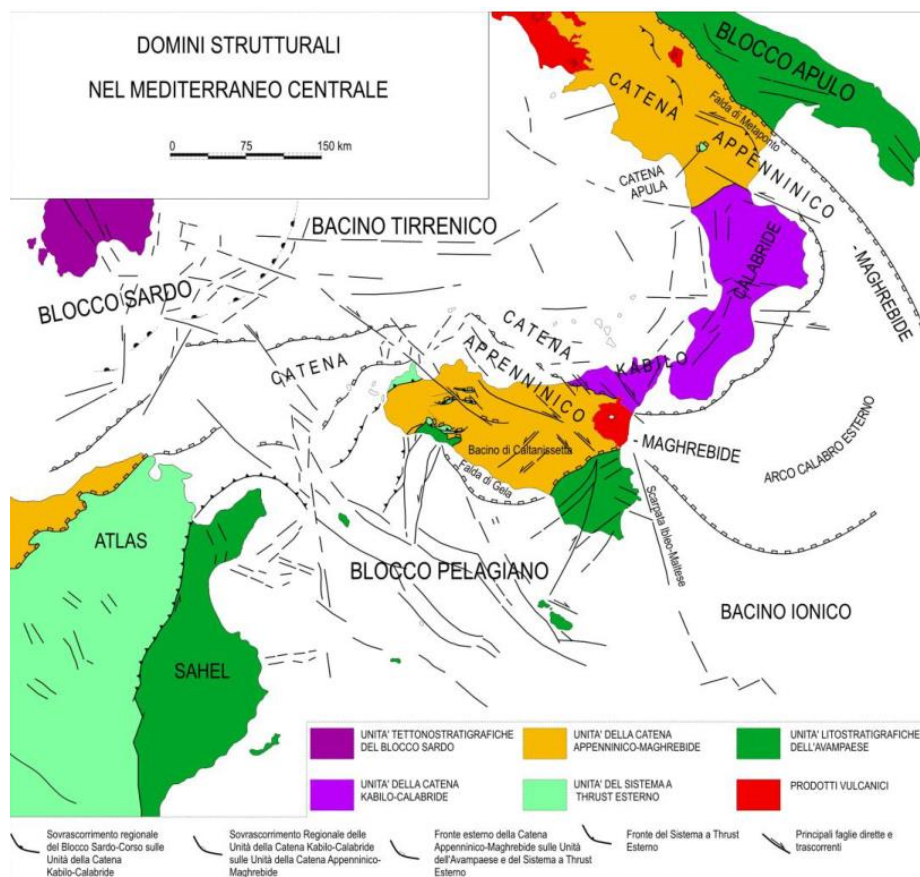 DOMINI STRUTTURALI
NEL MEDITERRANEO CENTRALE
0 75 150 km
BLOCCO APULO
CATENA
Falda di Metaponto
APPENNINICO
CATENA
APULA
BACINO TIRRENICO
- MAGHREBIDE
CALABRIDE
BLOCCO SARDO
CATENA
CATENA
APPENNINICO
KABILO
Bacino di Caltanissetta
- MAGHREBIDE
ARCO CALABRO ESTERNO
Falda di Gela
Scarpata Ibleo-Maltese
ATLAS
BLOCCO PELAGIANO
BACINO IONICO
SAHEL
UNITA' TETTONOSTRATIGRAFICHE
DEL BLOCCO SARDO
UNITA' DELLA CATENA
APPENNINICO-MAGHREBIDE
UNITA' LITOSTRATIGRAFICHE
DELL'AVAMPAESE
UNITA' DELLA CATENA
KABILO-CALABRIDE
UNITA' DEL SISTEMA A
THRUST ESTERNO
PRODOTTI VULCANICI
Sovrascorrimento regionale
del Blocco Sardo-Corso sulle
Unità della Catena
Kabilo-Calabride
Sovrascorrimento Regionale delle
Unità della Catena Kabilo-Calabride
sulle Unità della Catena Appenninico-
Maghrebide
Fronte esterno della Catena
Appenninico-Maghrebide sulle Unità
dell'Avampaese e del Sistema a Thrust
Esterno
Fronte del Sistema a Thrust
Esterno
Principali faglie dirette e
trascorrenti